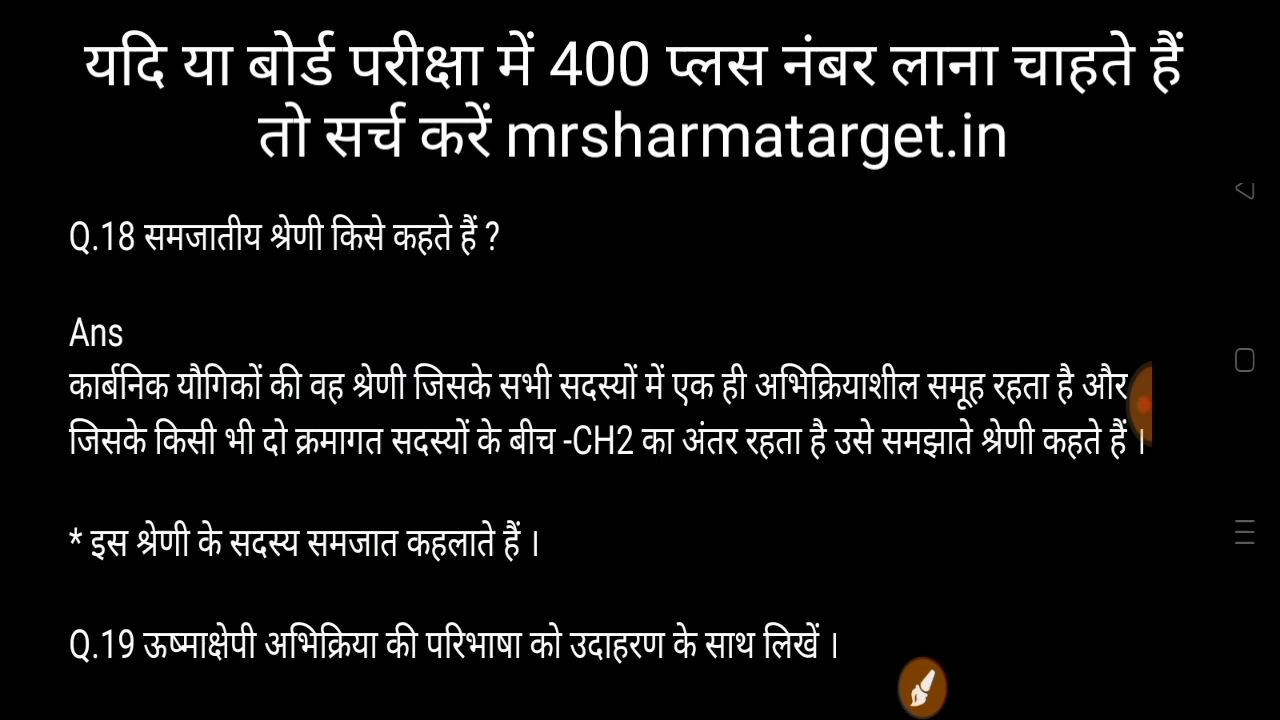 यदि या बोर्ड परीक्षा में 400 प्लस नंबर लाना चाहते हैं
तो सर्च करें mrsharmatarget.in
Q.18 समजातीय श्रेणी किसे कहते हैं ?
Ans
कार्बनिक यौगिकों की वह श्रेणी जिसके सभी सदस्यों में एक ही अभिक्रियाशील समूह रहता है और
जिसके किसी भी दो क्रमागत सदस्यों के बीच -CH2 का अंतर रहता है उसे समझाते श्रेणी कहते हैं ।
* इस श्रेणी के सदस्य समजात कहलाते हैं ।
Q.19 ऊष्माक्षेपी अभिक्रिया की परिभाषा को उदाहरण के साथ लिखें ।